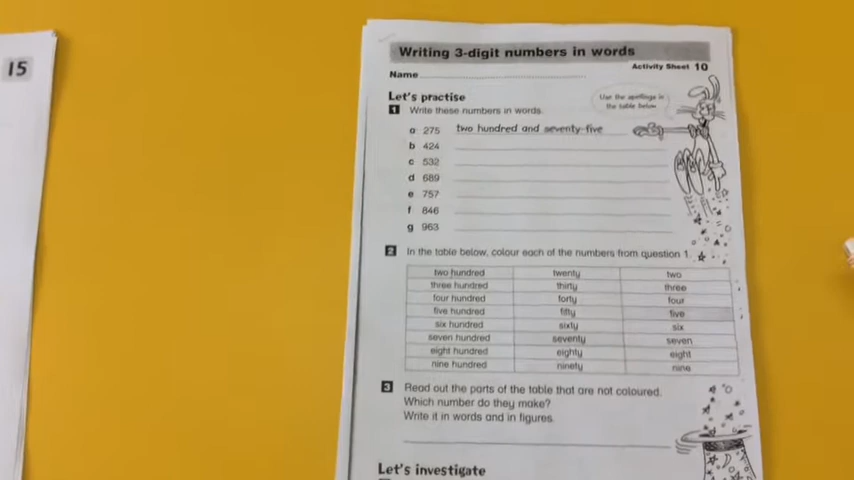 15
Writing 3-digit numbers in words
Activity Sheet 10
Name
Let's practise
Use the spellings in
the table below
1 Write these numbers in words.
a 275 two hundred and seventy-five
b 424
c 532
d 689
e 757
f 846
g 963
2 In the table below, colour each of the numbers from question 1.
two hundred twenty two
three hundred thirty three
four hundred forty four
five hundred fifty five
six hundred sixty six
seven hundred seventy seven
eight hundred eighty eight
nine hundred ninety nine
3 Read out the parts of the table that are not coloured.
Which number do they make?
Write it in words and in figures.
Let's investigate